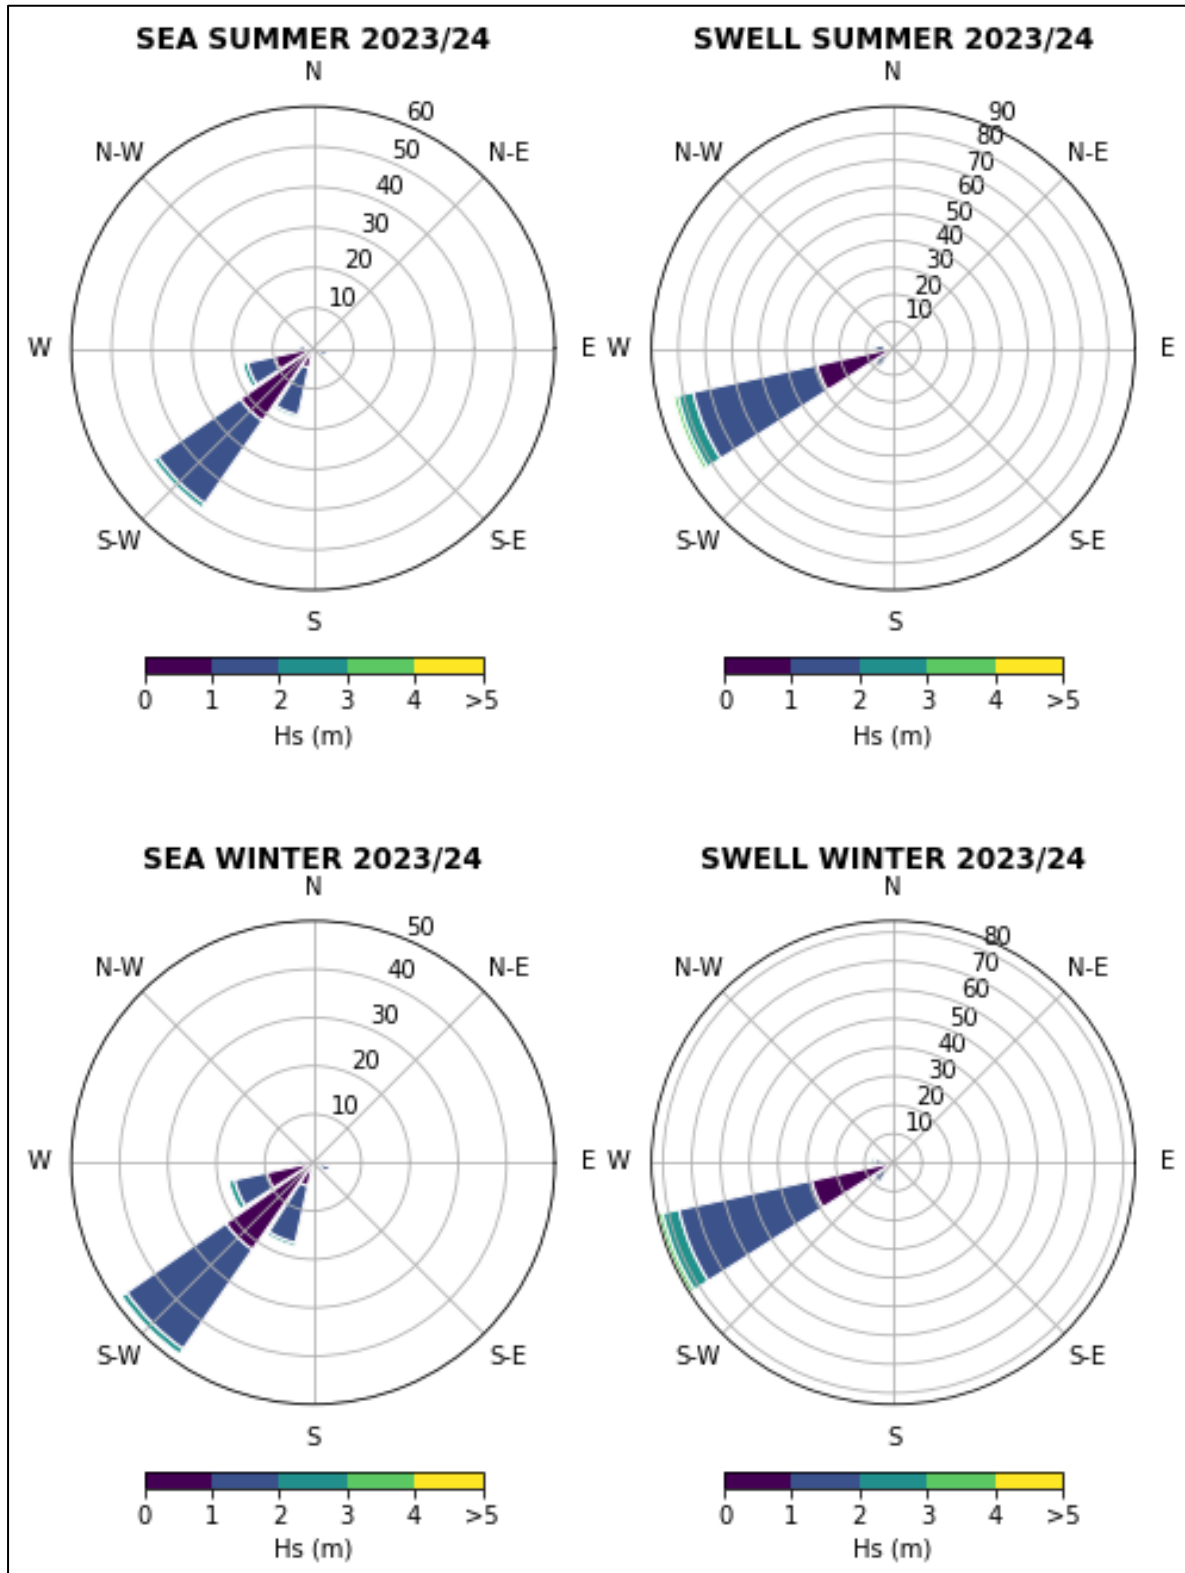 SEA SUMMER 2023/24
N
60
50
40
30
20
10
N-W
N-E
W
E
S-W
S-E
S
0 1 2 3 4 >5
Hs (m)
SWELL SUMMER 2023/24
N
90
80
70
60
50
40
30
20
10
N-W
N-E
W
E
S-W
S-E
S
0 1 2 3 4 >5
Hs (m)
SEA WINTER 2023/24
N
50
40
30
20
10
N-W
N-E
W
E
S-W
S-E
S
0 1 2 3 4 >5
Hs (m)
SWELL WINTER 2023/24
N
80
70
60
50
40
30
20
10
N-W
N-E
W
E
S-W
S-E
S
0 1 2 3 4 >5
Hs (m)